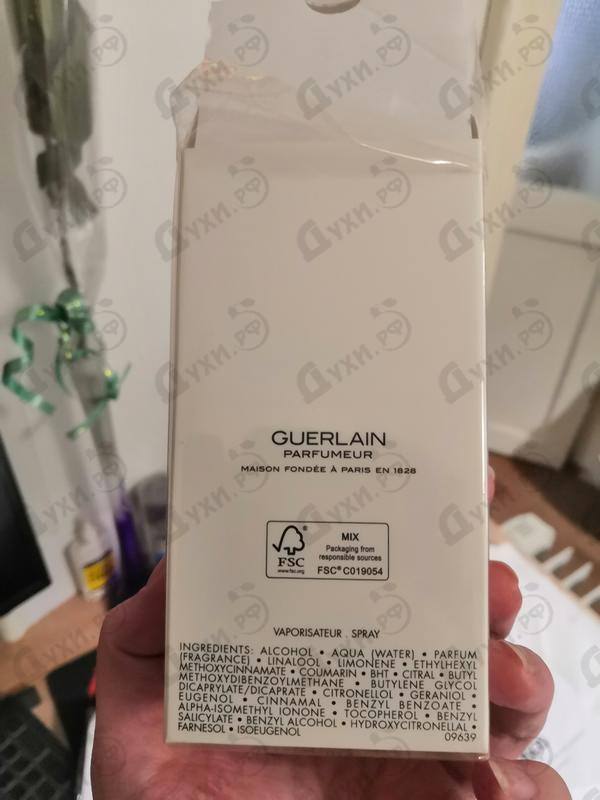 GUERLAIN
PARFUMEUR
MAISON FONDÉE À PARIS EN 1828
FSC®
www.fsc.org
MIX
Packaging from
responsible sources
FSC® C019054
VAPORISATEUR . SPRAY
INGREDIENTS: ALCOHOL • AQUA (WATER) • PARFUM
(FRAGRANCE) • LINALOOL • LIMONENE • ETHYLHEXYL
METHOXYCINNAMATE • COUMARIN • BHT • CITRAL • BUTYL
METHOXYDIBENZOYLMETHANE • BUTYLENE GLYCOL
DICAPRYLATE/DICAPRATE • CITRONELLOL • GERANIOL •
EUGENOL • CINNAMAL • BENZYL BENZOATE •
ALPHA-ISOMETHYL IONONE • TOCOPHEROL • BENZYL
SALICYLATE • BENZYL ALCOHOL • HYDROXYCITRONELLAL •
FARNESOL • ISOEUGENOL
09639
Духи.рф